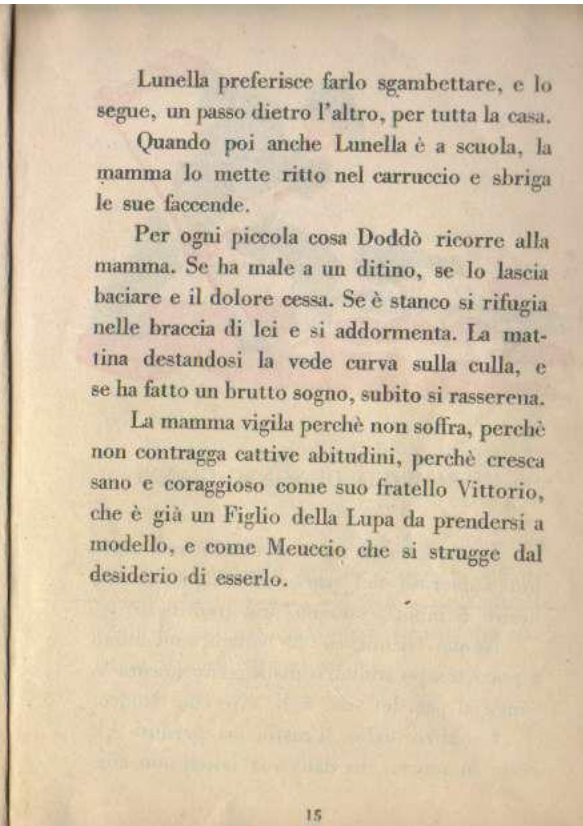 Lunella preferisce farlo sgambettare, e lo
segue, un passo dietro l'altro, per tutta la casa.
Quando poi anche Lunella è a scuola, la
mamma lo mette ritto nel carruccio e sbriga
le sue faccende.
Per ogni piccola cosa Doddò ricorre alla
mamma. Se ha male a un ditino, se lo lascia
baciare e il dolore cessa. Se è stanco si rifugia
nelle braccia di lei e si addormenta. La mat-
tina destandosi la vede curva sulla culla, e
se ha fatto un brutto sogno, subito si rasserena.
La mamma vigila perchè non soffra, perchè
non contragga cattive abitudini, perchè cresca
sano e coraggioso come suo fratello Vittorio,
che è già un Figlio della Lupa da prendersi a
modello, e come Meuccio che si strugge dal
desiderio di esserlo.
15